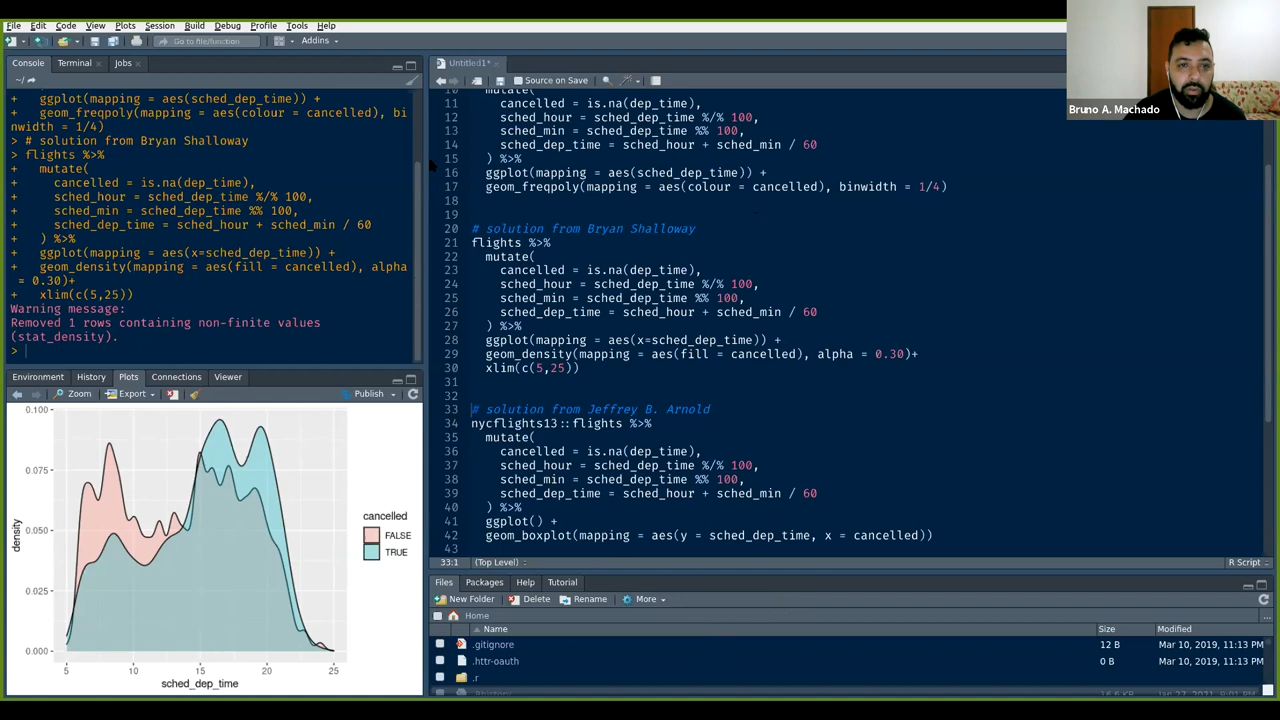 File Edit Code View Plots Session Build Debug Profile Tools Help
Go to file/function
Addins
Console Terminal Jobs
~/
+ ggplot(mapping = aes(sched_dep_time)) +
+ geom_freqpoly(mapping = aes(colour = cancelled), bi
nwidth = 1/4)
> # solution from Bryan Shalloway
> flights %>%
+ mutate(
+ cancelled = is.na(dep_time),
+ sched_hour = sched_dep_time %/% 100,
+ sched_min = sched_dep_time %% 100,
+ sched_dep_time = sched_hour + sched_min / 60
+ ) %>%
+ ggplot(mapping = aes(x=sched_dep_time)) +
+ geom_density(mapping = aes(fill = cancelled), alpha
= 0.30)+
+ xlim(c(5,25))
Warning message:
Removed 1 rows containing non-finite values
(stat_density).
>
Environment History Plots Connections Viewer
Zoom Export Publish
0.100
0.075
0.050
0.025
0.000
density
5 10 15 20 25
sched_dep_time
cancelled
FALSE
TRUE
Untitled1*
Source on Save
10 mutate(
11 cancelled = is.na(dep_time),
12 sched_hour = sched_dep_time %/% 100,
13 sched_min = sched_dep_time %% 100,
14 sched_dep_time = sched_hour + sched_min / 60
15 ) %>%
16 ggplot(mapping = aes(sched_dep_time)) +
17 geom_freqpoly(mapping = aes(colour = cancelled), binwidth = 1/4)
18
19
20 # solution from Bryan Shalloway
21 flights %>%
22 mutate(
23 cancelled = is.na(dep_time),
24 sched_hour = sched_dep_time %/% 100,
25 sched_min = sched_dep_time %% 100,
26 sched_dep_time = sched_hour + sched_min / 60
27 ) %>%
28 ggplot(mapping = aes(x=sched_dep_time)) +
29 geom_density(mapping = aes(fill = cancelled), alpha = 0.30)+
30 xlim(c(5,25))
31
32
33 # solution from Jeffrey B. Arnold
34 nycflights13::flights %>%
35 mutate(
36 cancelled = is.na(dep_time),
37 sched_hour = sched_dep_time %/% 100,
38 sched_min = sched_dep_time %% 100,
39 sched_dep_time = sched_hour + sched_min / 60
40 ) %>%
41 ggplot() +
42 geom_boxplot(mapping = aes(y = sched_dep_time, x = cancelled))
43
33:1 (Top Level) R Script
Files Packages Help Tutorial
New Folder Delete Rename More
Home
Name Size Modified
.gitignore 12 B Mar 10, 2019, 11:13 PM
.httr-oauth 0 B Mar 10, 2019, 11:13 PM
.r
Bruno A. Machado